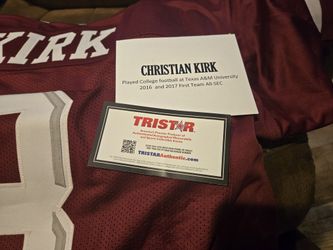 KIRK
CHRISTIAN KIRK
Played College football at Texas A&M University
2016 and 2017 First Team All-SEC
TRISTAR
TRISTARAuthentic.com